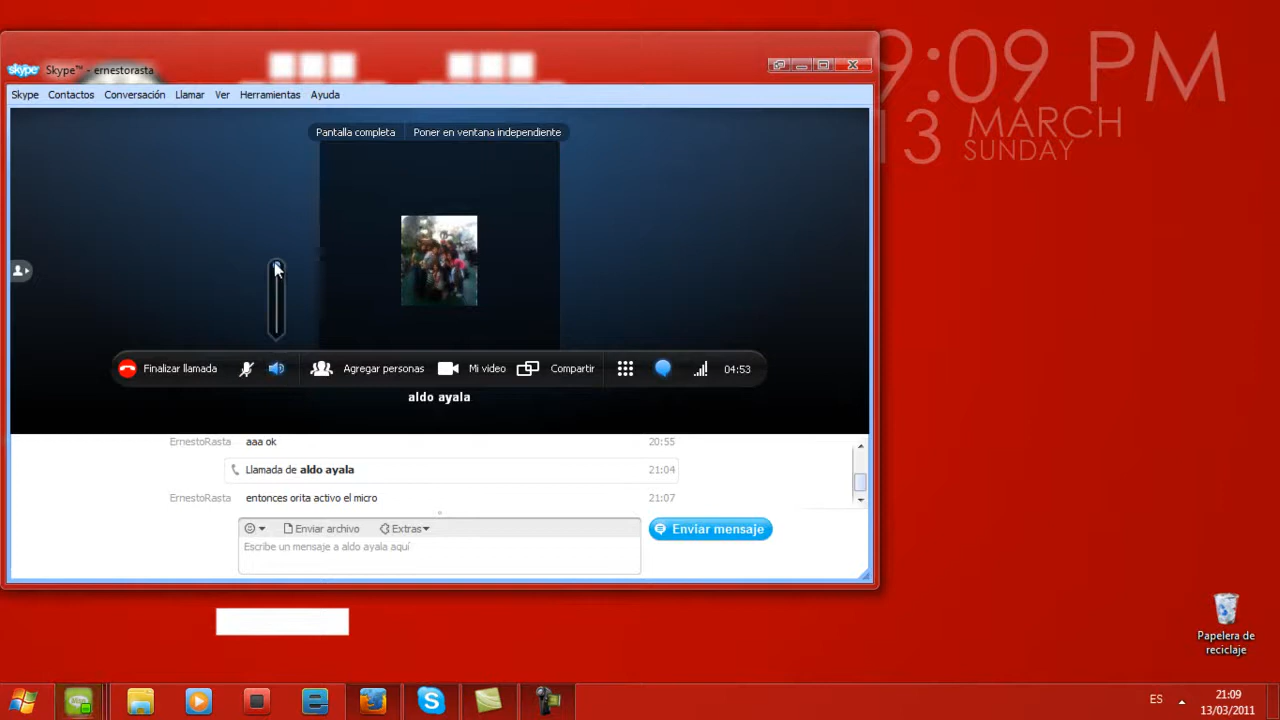 9:09 PM
13 MARCH
SUNDAY
skype Skype™ - ernestorasta
Skype Contactos Conversación Llamar Ver Herramientas Ayuda
Pantalla completa Poner en ventana independiente
Finalizar llamada Agregar personas Mi video Compartir 04:53
aldo ayala
ErnestoRasta aaa ok 20:55
Llamada de aldo ayala 21:04
ErnestoRasta entonces orita activo el micro 21:07
Enviar archivo Extras
Enviar mensaje
Escribe un mensaje a aldo ayala aquí
Papelera de
reciclaje
ES 21:09
13/03/2011